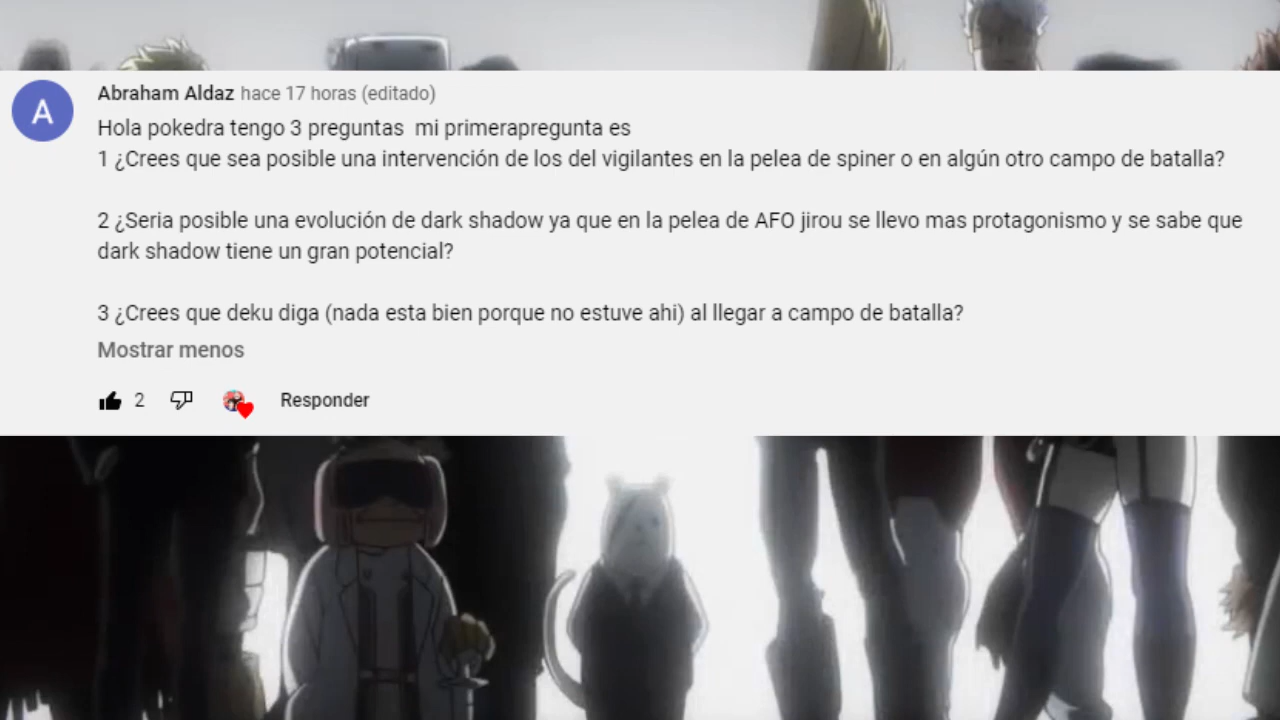 A
Abraham Aldaz hace 17 horas (editado)
Hola pokedra tengo 3 preguntas  mi primerapregunta es
1 ¿Crees que sea posible una intervención de los del vigilantes en la pelea de spiner o en algún otro campo de batalla?
2 ¿Seria posible una evolución de dark shadow ya que en la pelea de AFO jirou se llevo mas protagonismo y se sabe que
dark shadow tiene un gran potencial?
3 ¿Crees que deku diga (nada esta bien porque no estuve ahi) al llegar a campo de batalla?
Mostrar menos
2 Responder